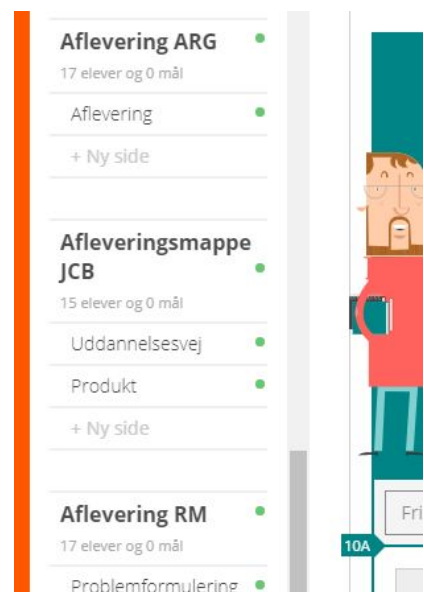 Aflevering ARG
17 elever og 0 mål
Aflevering
+ Ny side
Afleveringsmappe
JCB
15 elever og 0 mål
Uddannelsesvej
Produkt
+ Ny side
Aflevering RM
17 elever og 0 mål
Problemformulering
Fri
10A